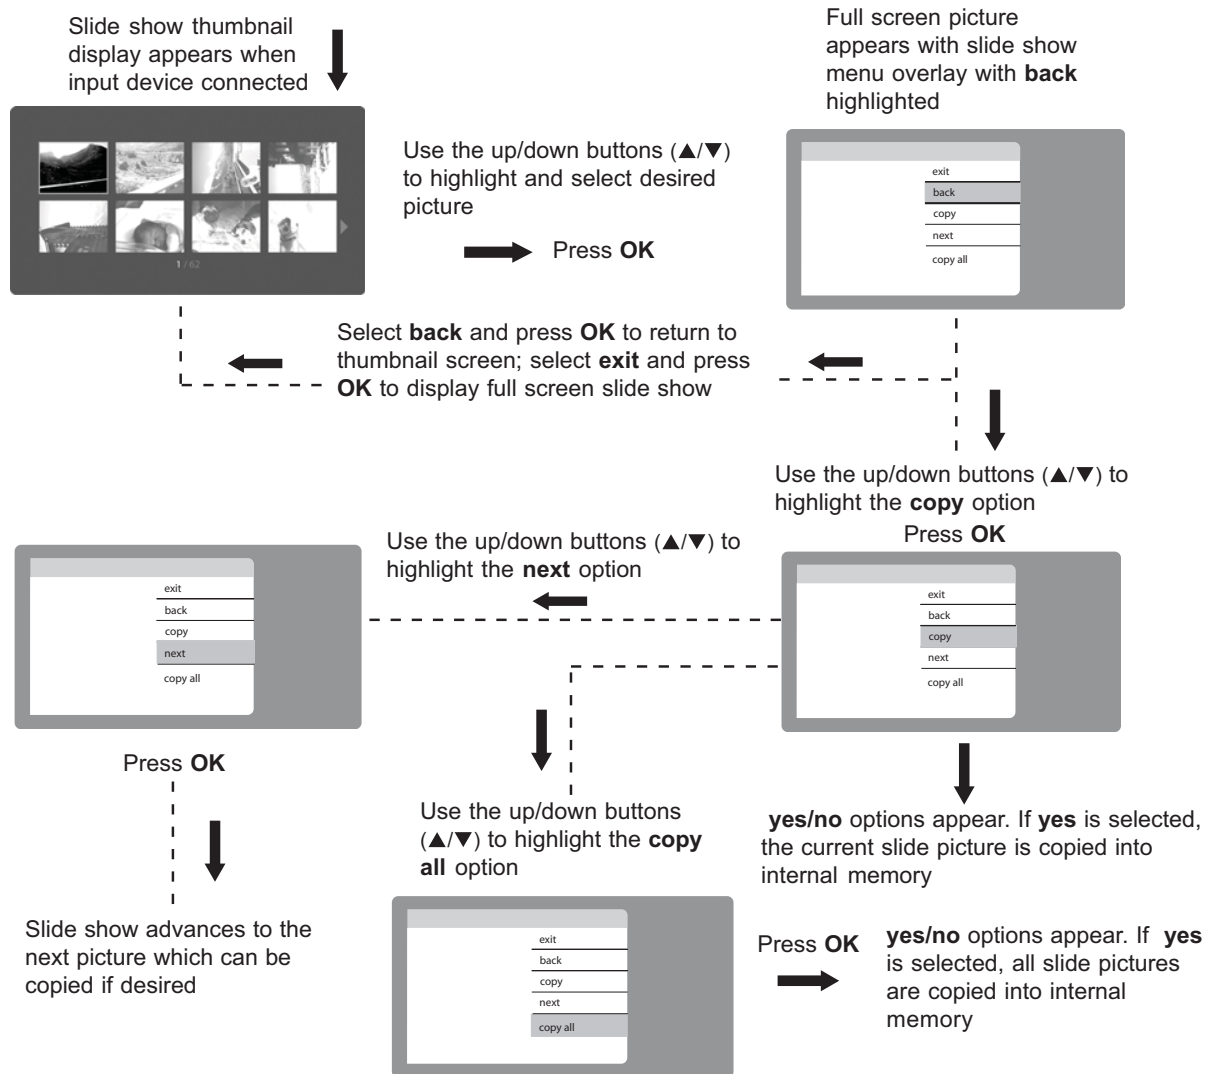 Slide show thumbnail
display appears when
input device connected
1 / 62
Use the up/down buttons (▲/▼)
to highlight and select desired
picture
Press OK
Full screen picture
appears with slide show
menu overlay with back
highlighted
exit
back
copy
next
copy all
Select back and press OK to return to
thumbnail screen; select exit and press
OK to display full screen slide show
Use the up/down buttons (▲/▼) to
highlight the copy option
Press OK
exit
back
copy
next
copy all
yes/no options appear. If yes is selected,
the current slide picture is copied into
internal memory
Use the up/down buttons (▲/▼) to
highlight the next option
exit
back
copy
next
copy all
Press OK
Slide show advances to the
next picture which can be
copied if desired
Use the up/down buttons
(▲/▼) to highlight the copy
all option
exit
back
copy
next
copy all
Press OK
yes/no options appear. If yes
is selected, all slide pictures
are copied into internal
memory